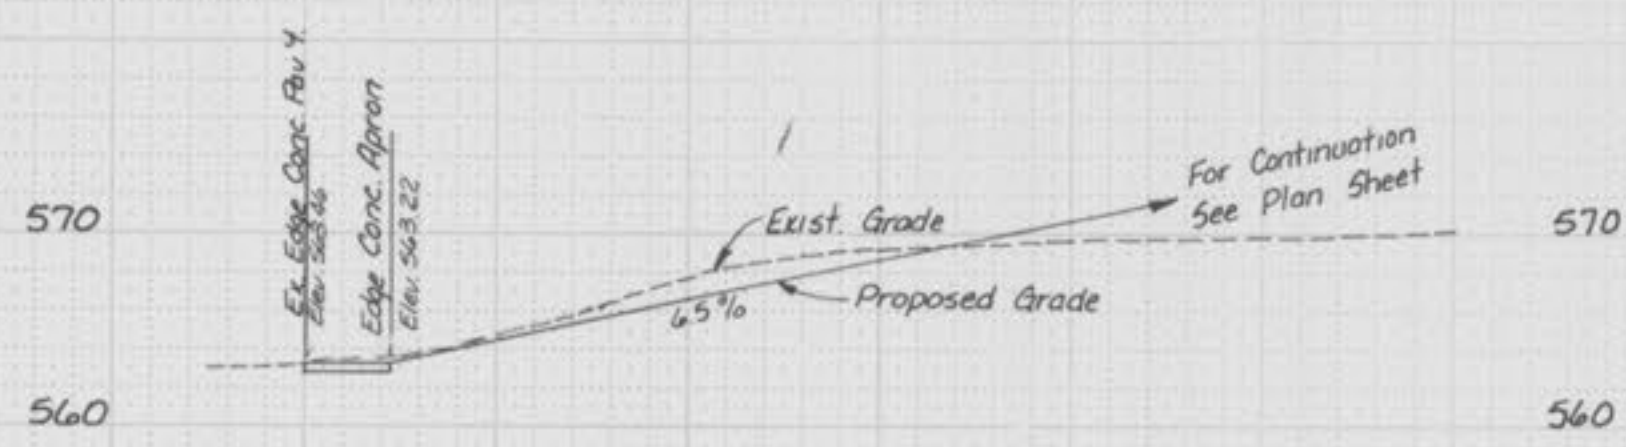 Ex. Edge Conc. Pav't.
Elev. 563.46
Edge Conc. Apron
Elev. 563.22
For Continuation
See Plan Sheet
570
Exist. Grade
570
Proposed Grade
6.5%
560
560